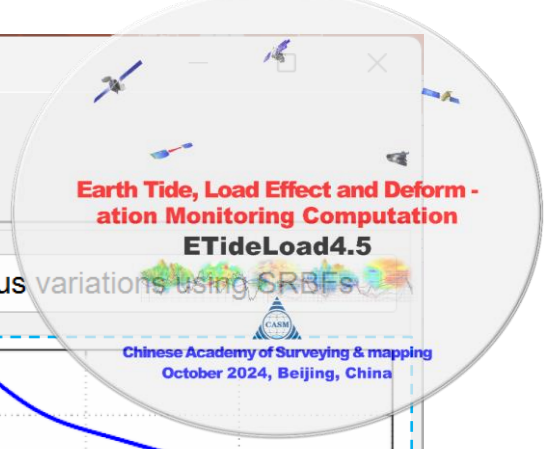 Earth Tide, Load Effect and Deform -
ation Monitoring Computation
ETideLoad4.5
us variations using SRBFs
CASM
Chinese Academy of Surveying & mapping
October 2024, Beijing, China